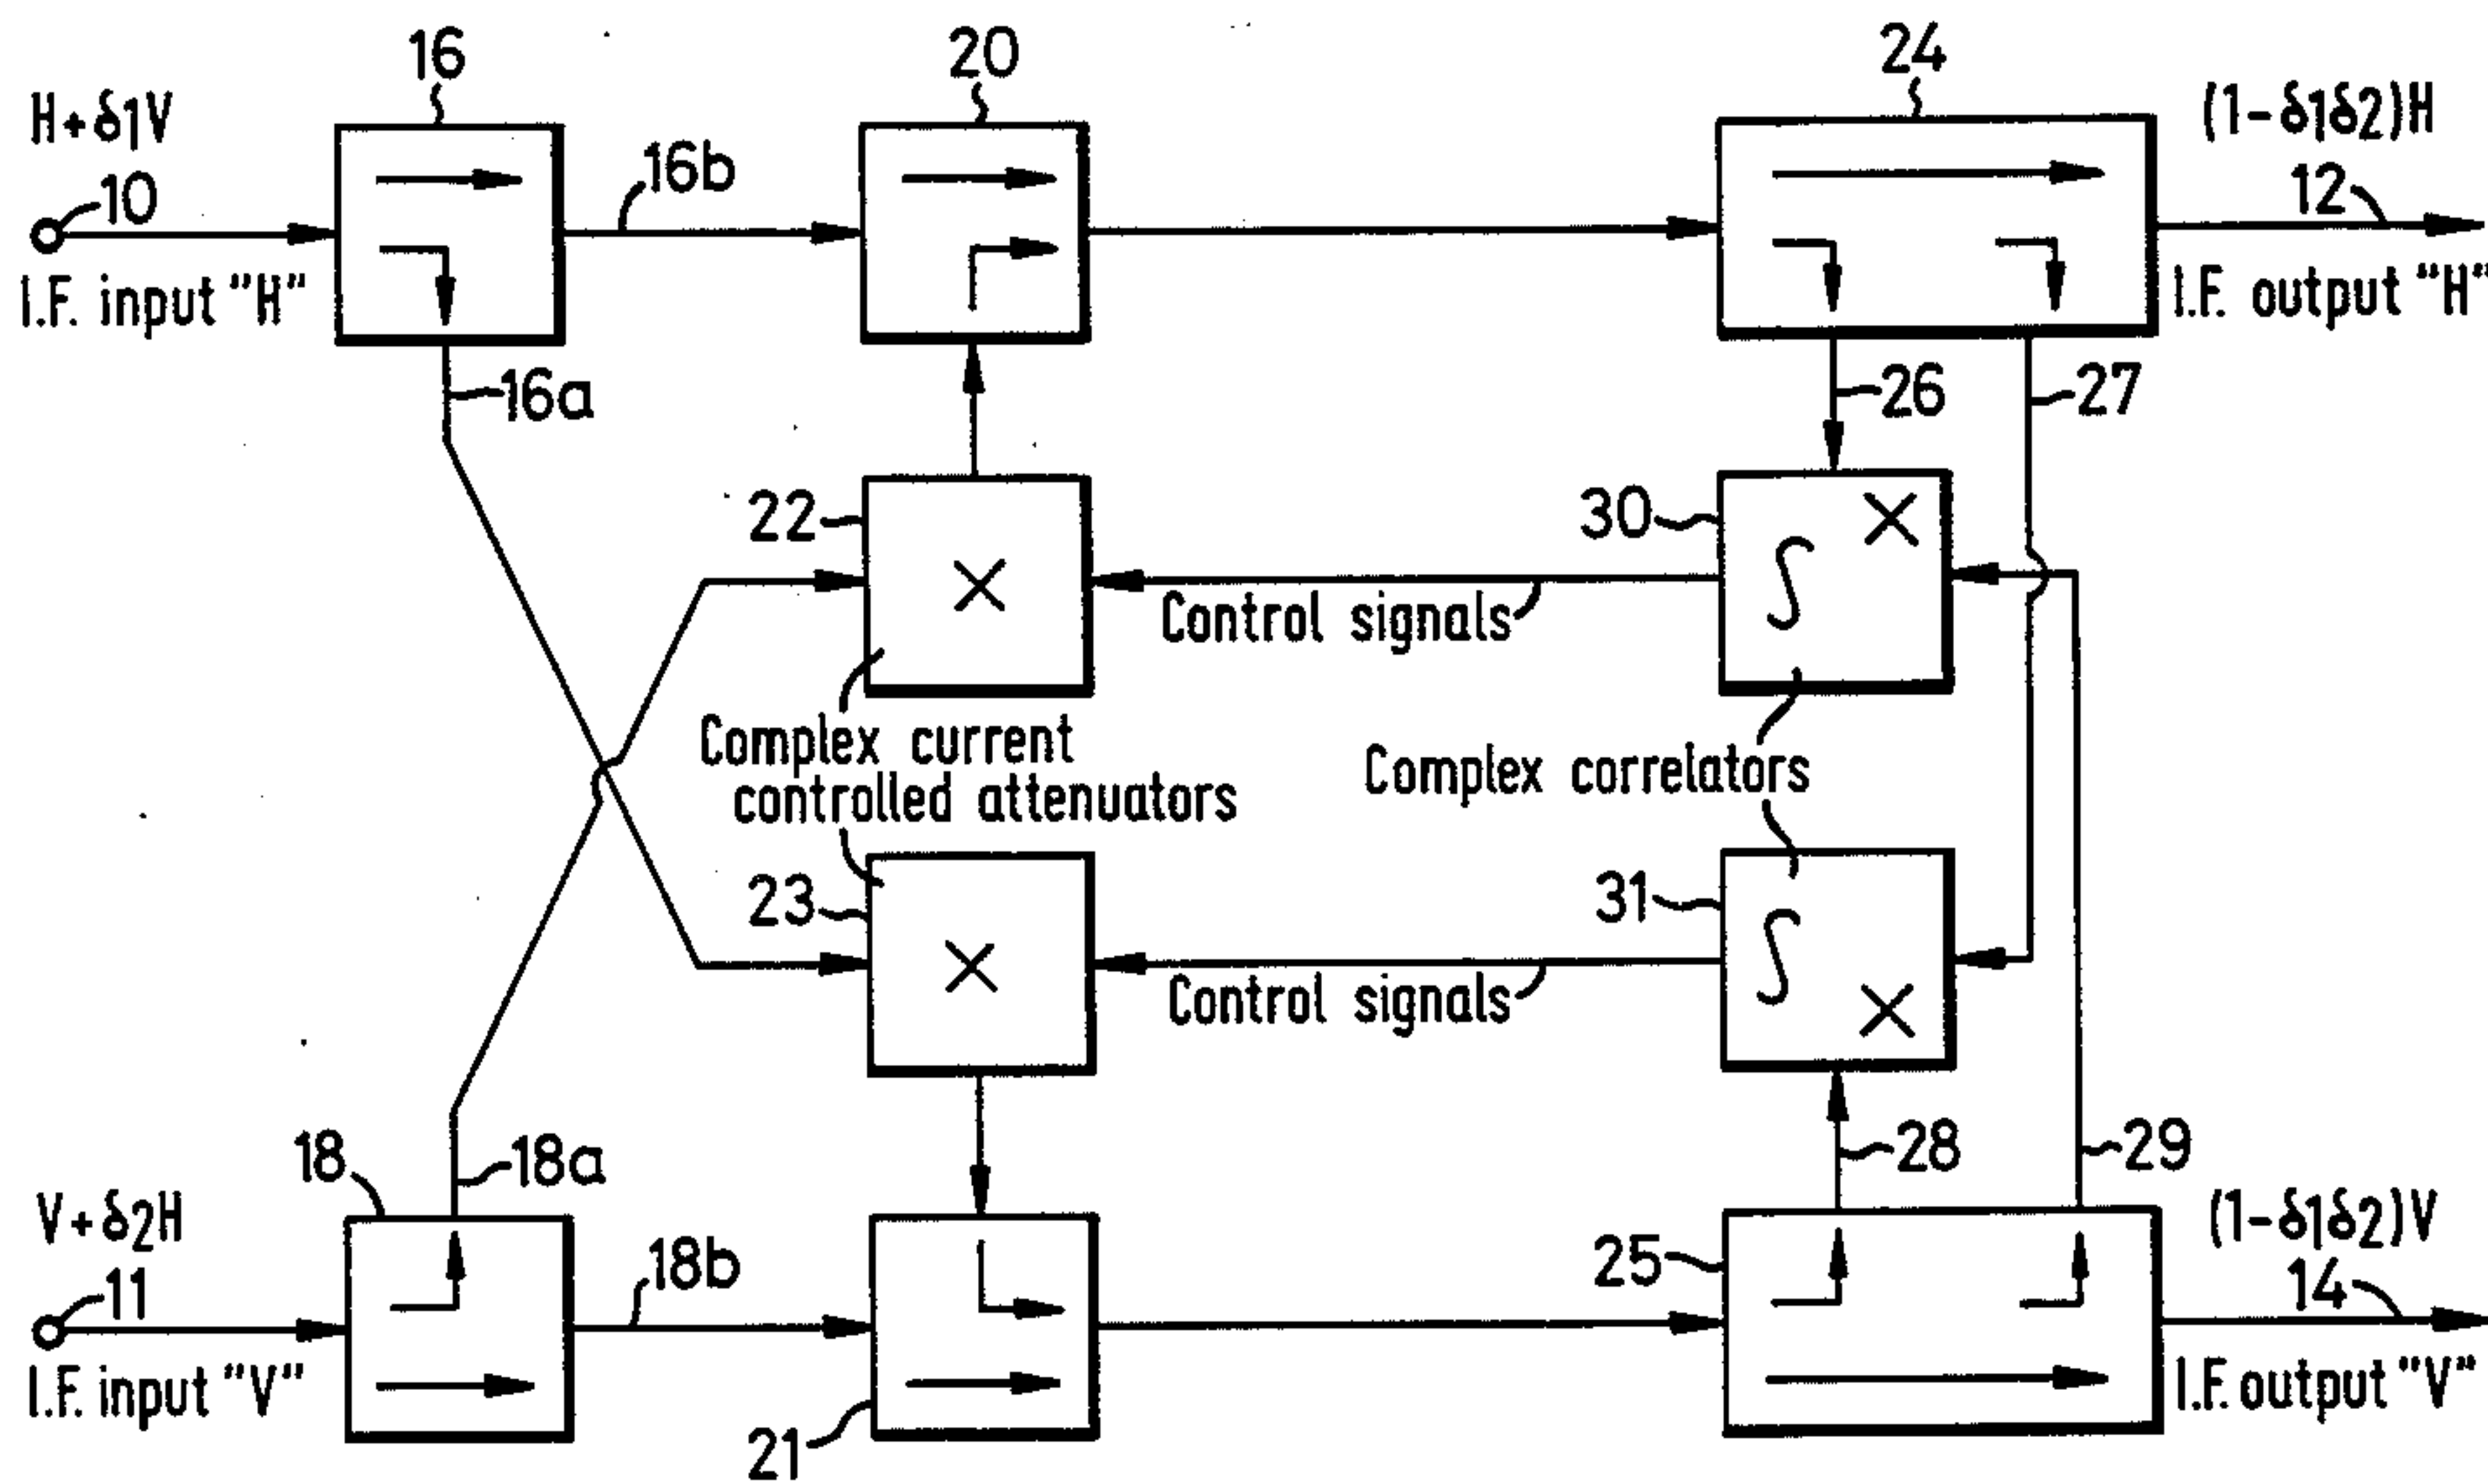 16
20
24
H+δ1V
(1-δ1δ2)H
10
16b
12
I.F. input "H"
I.F. output "H"
16a
26
27
22
30
Control signals
Complex current
controlled attenuators
Complex correlators
23
31
Control signals
18
18a
28
29
V+δ2H
(1-δ1δ2)V
11
18b
25
14
I.F. input "V"
I.F. output "V"
21